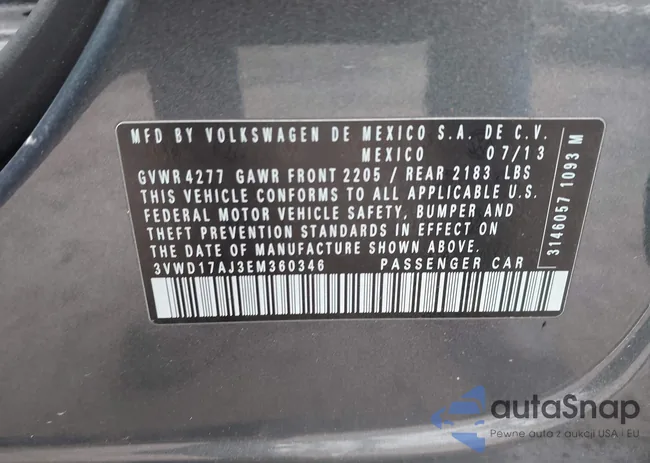 MFD BY VOLKSWAGEN DE MEXICO S.A. DE C.V.
MEXICO 07/13
GVWR 4277 GAWR FRONT 2205 / REAR 2183 LBS
THIS VEHICLE CONFORMS TO ALL APPLICABLE U.S.
FEDERAL MOTOR VEHICLE SAFETY, BUMPER AND
THEFT PREVENTION STANDARDS IN EFFECT ON
THE DATE OF MANUFACTURE SHOWN ABOVE.
3VWD17AJ3EM360346 PASSENGER CAR
3146057 1093 M
autaSnap
Pewne auta z aukcji USA i EU